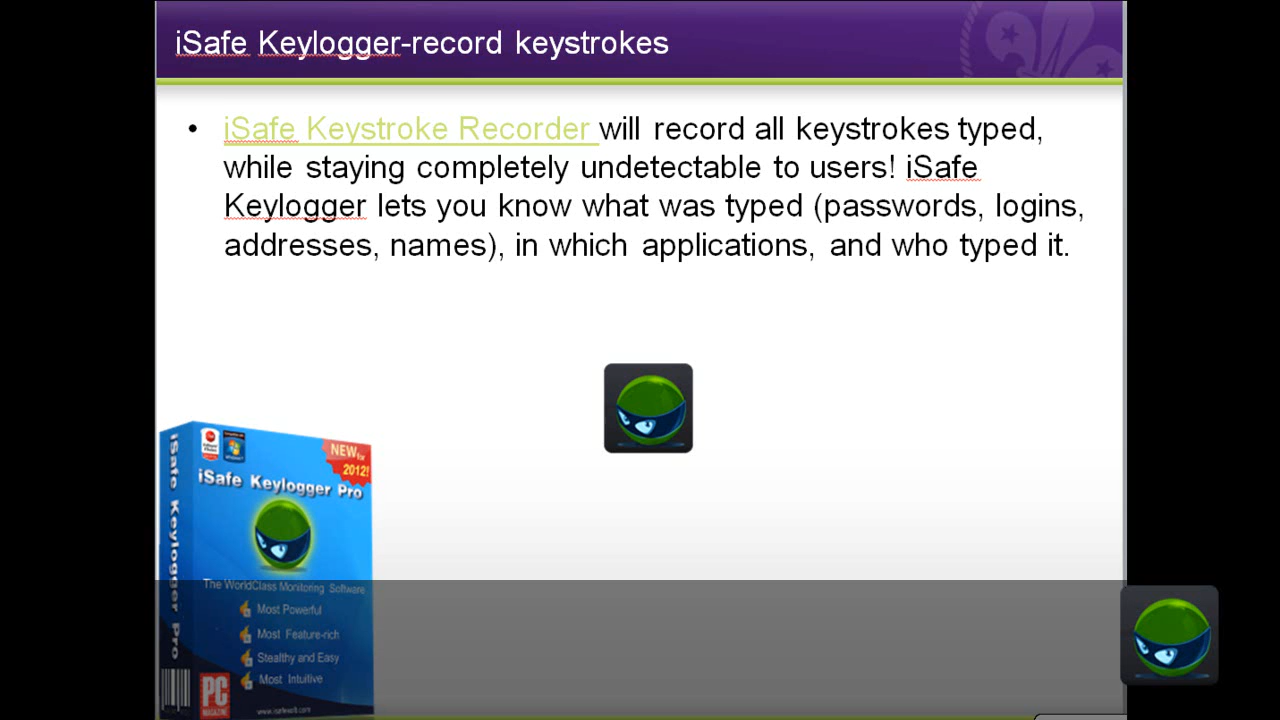 iSafe Keylogger-record keystrokes
• iSafe Keystroke Recorder will record all keystrokes typed,
while staying completely undetectable to users! iSafe
Keylogger lets you know what was typed (passwords, logins,
addresses, names), in which applications, and who typed it.
iSafe Keylogger Pro
NEW for
2012!
iSafe Keylogger Pro
The WorldClass Monitoring Software
Most Powerful
Most Feature-rich
Stealthy and Easy
Most Intuitive
PC
MAGAZINE